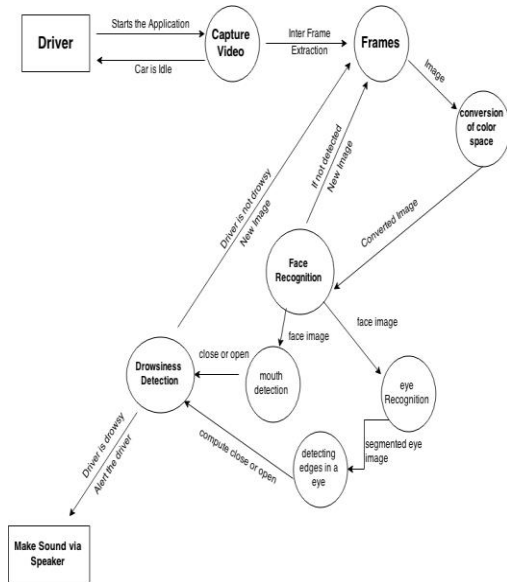 Starts the Application
Driver
Capture
Video
Car is Idle
Inter Frame
Extraction
Frames
Image
conversion
of color
space
Converted Image
If not detected
New Image
Driver is not drowsy
New Image
Face
Recognition
face image
face image
close or open
mouth
detection
Drowsiness
Detection
eye
Recognition
segmented eye
image
detecting
edges in a
eye
compute close or open
Driver is drowsy
Alert the driver
Make Sound via
Speaker